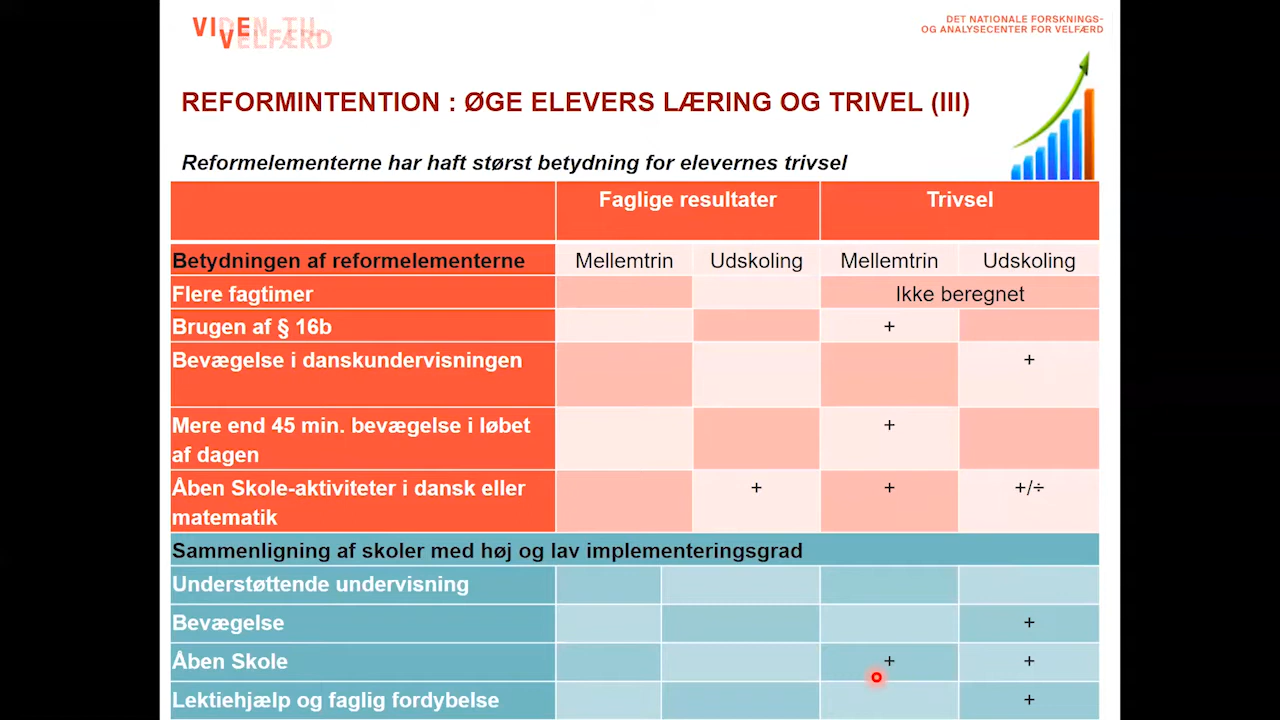 VIDEN TIL
VELFÆRD
DET NATIONALE FORSKNINGS-
OG ANALYSECENTER FOR VELFÆRD
REFORMINTENTION : ØGE ELEVERS LÆRING OG TRIVEL (III)
Reformelementerne har haft størst betydning for elevernes trivsel
Faglige resultater Trivsel
Betydningen af reformelementerne Mellemtrin Udskoling Mellemtrin Udskoling
Flere fagtimer Ikke beregnet
Brugen af § 16b +
Bevægelse i danskundervisningen +
Mere end 45 min. bevægelse i løbet +
af dagen
Åben Skole-aktiviteter i dansk eller + + +/÷
matematik
Sammenligning af skoler med høj og lav implementeringsgrad
Understøttende undervisning
Bevægelse +
Åben Skole + +
Lektiehjælp og faglig fordybelse +